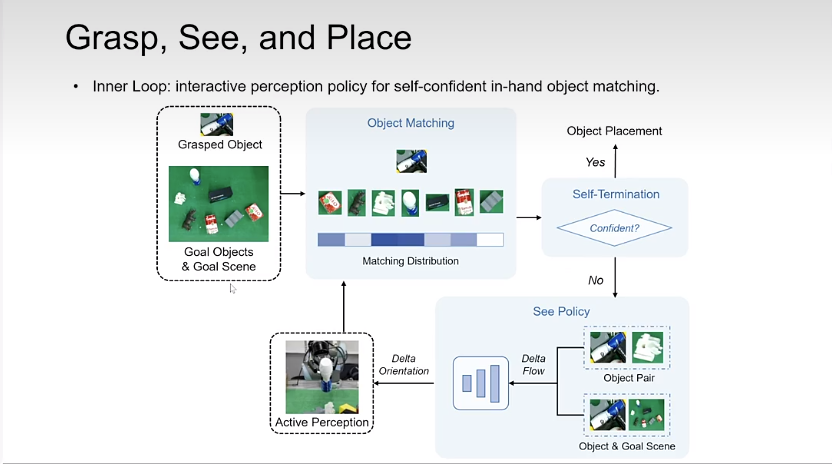 Grasp, See, and Place
• Inner Loop: interactive perception policy for self-confident in-hand object matching.
Grasped Object
Goal Objects
& Goal Scene
Object Matching
Matching Distribution
Object Placement
Yes
Self-Termination
Confident?
No
See Policy
Object Pair
Object & Goal Scene
Delta
Flow
Delta
Orientation
Active Perception